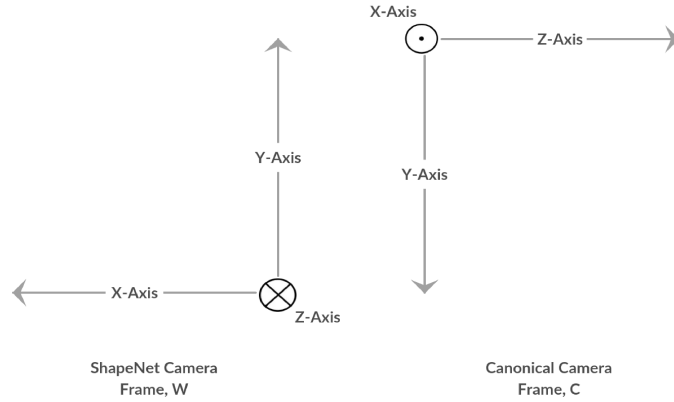 X-Axis
Z-Axis
Y-Axis
Y-Axis
X-Axis
Z-Axis
ShapeNet Camera
Frame, W
Canonical Camera
Frame, C